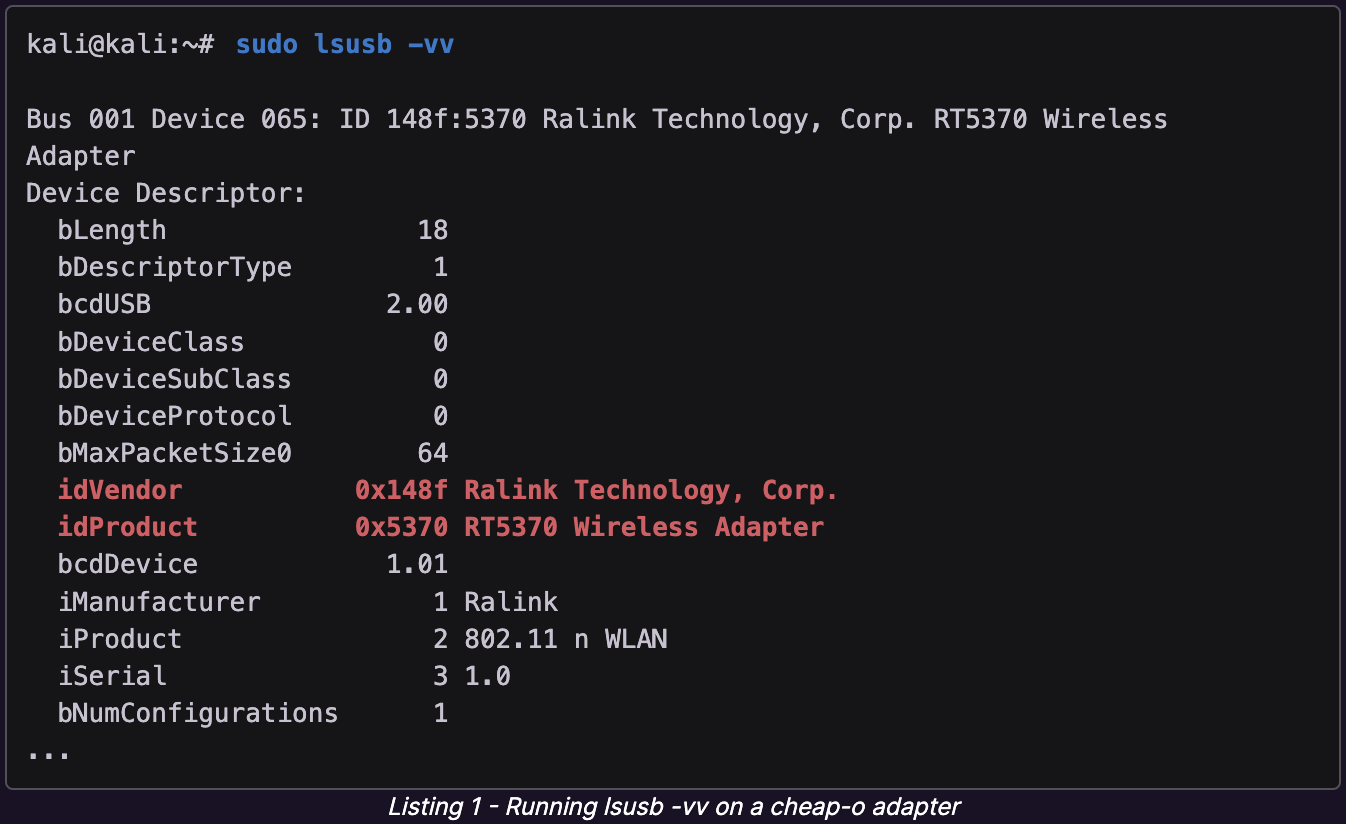 kali@kali:~# sudo lsusb -vv
Bus 001 Device 065: ID 148f:5370 Ralink Technology, Corp. RT5370 Wireless
Adapter
Device Descriptor:
bLength 18
bDescriptorType 1
bcdUSB 2.00
bDeviceClass 0
bDeviceSubClass 0
bDeviceProtocol 0
bMaxPacketSize0 64
idVendor 0x148f Ralink Technology, Corp.
idProduct 0x5370 RT5370 Wireless Adapter
bcdDevice 1.01
iManufacturer 1 Ralink
iProduct 2 802.11 n WLAN
iSerial 3 1.0
bNumConfigurations 1
...
Listing 1 - Running lsusb -vv on a cheap-o adapter